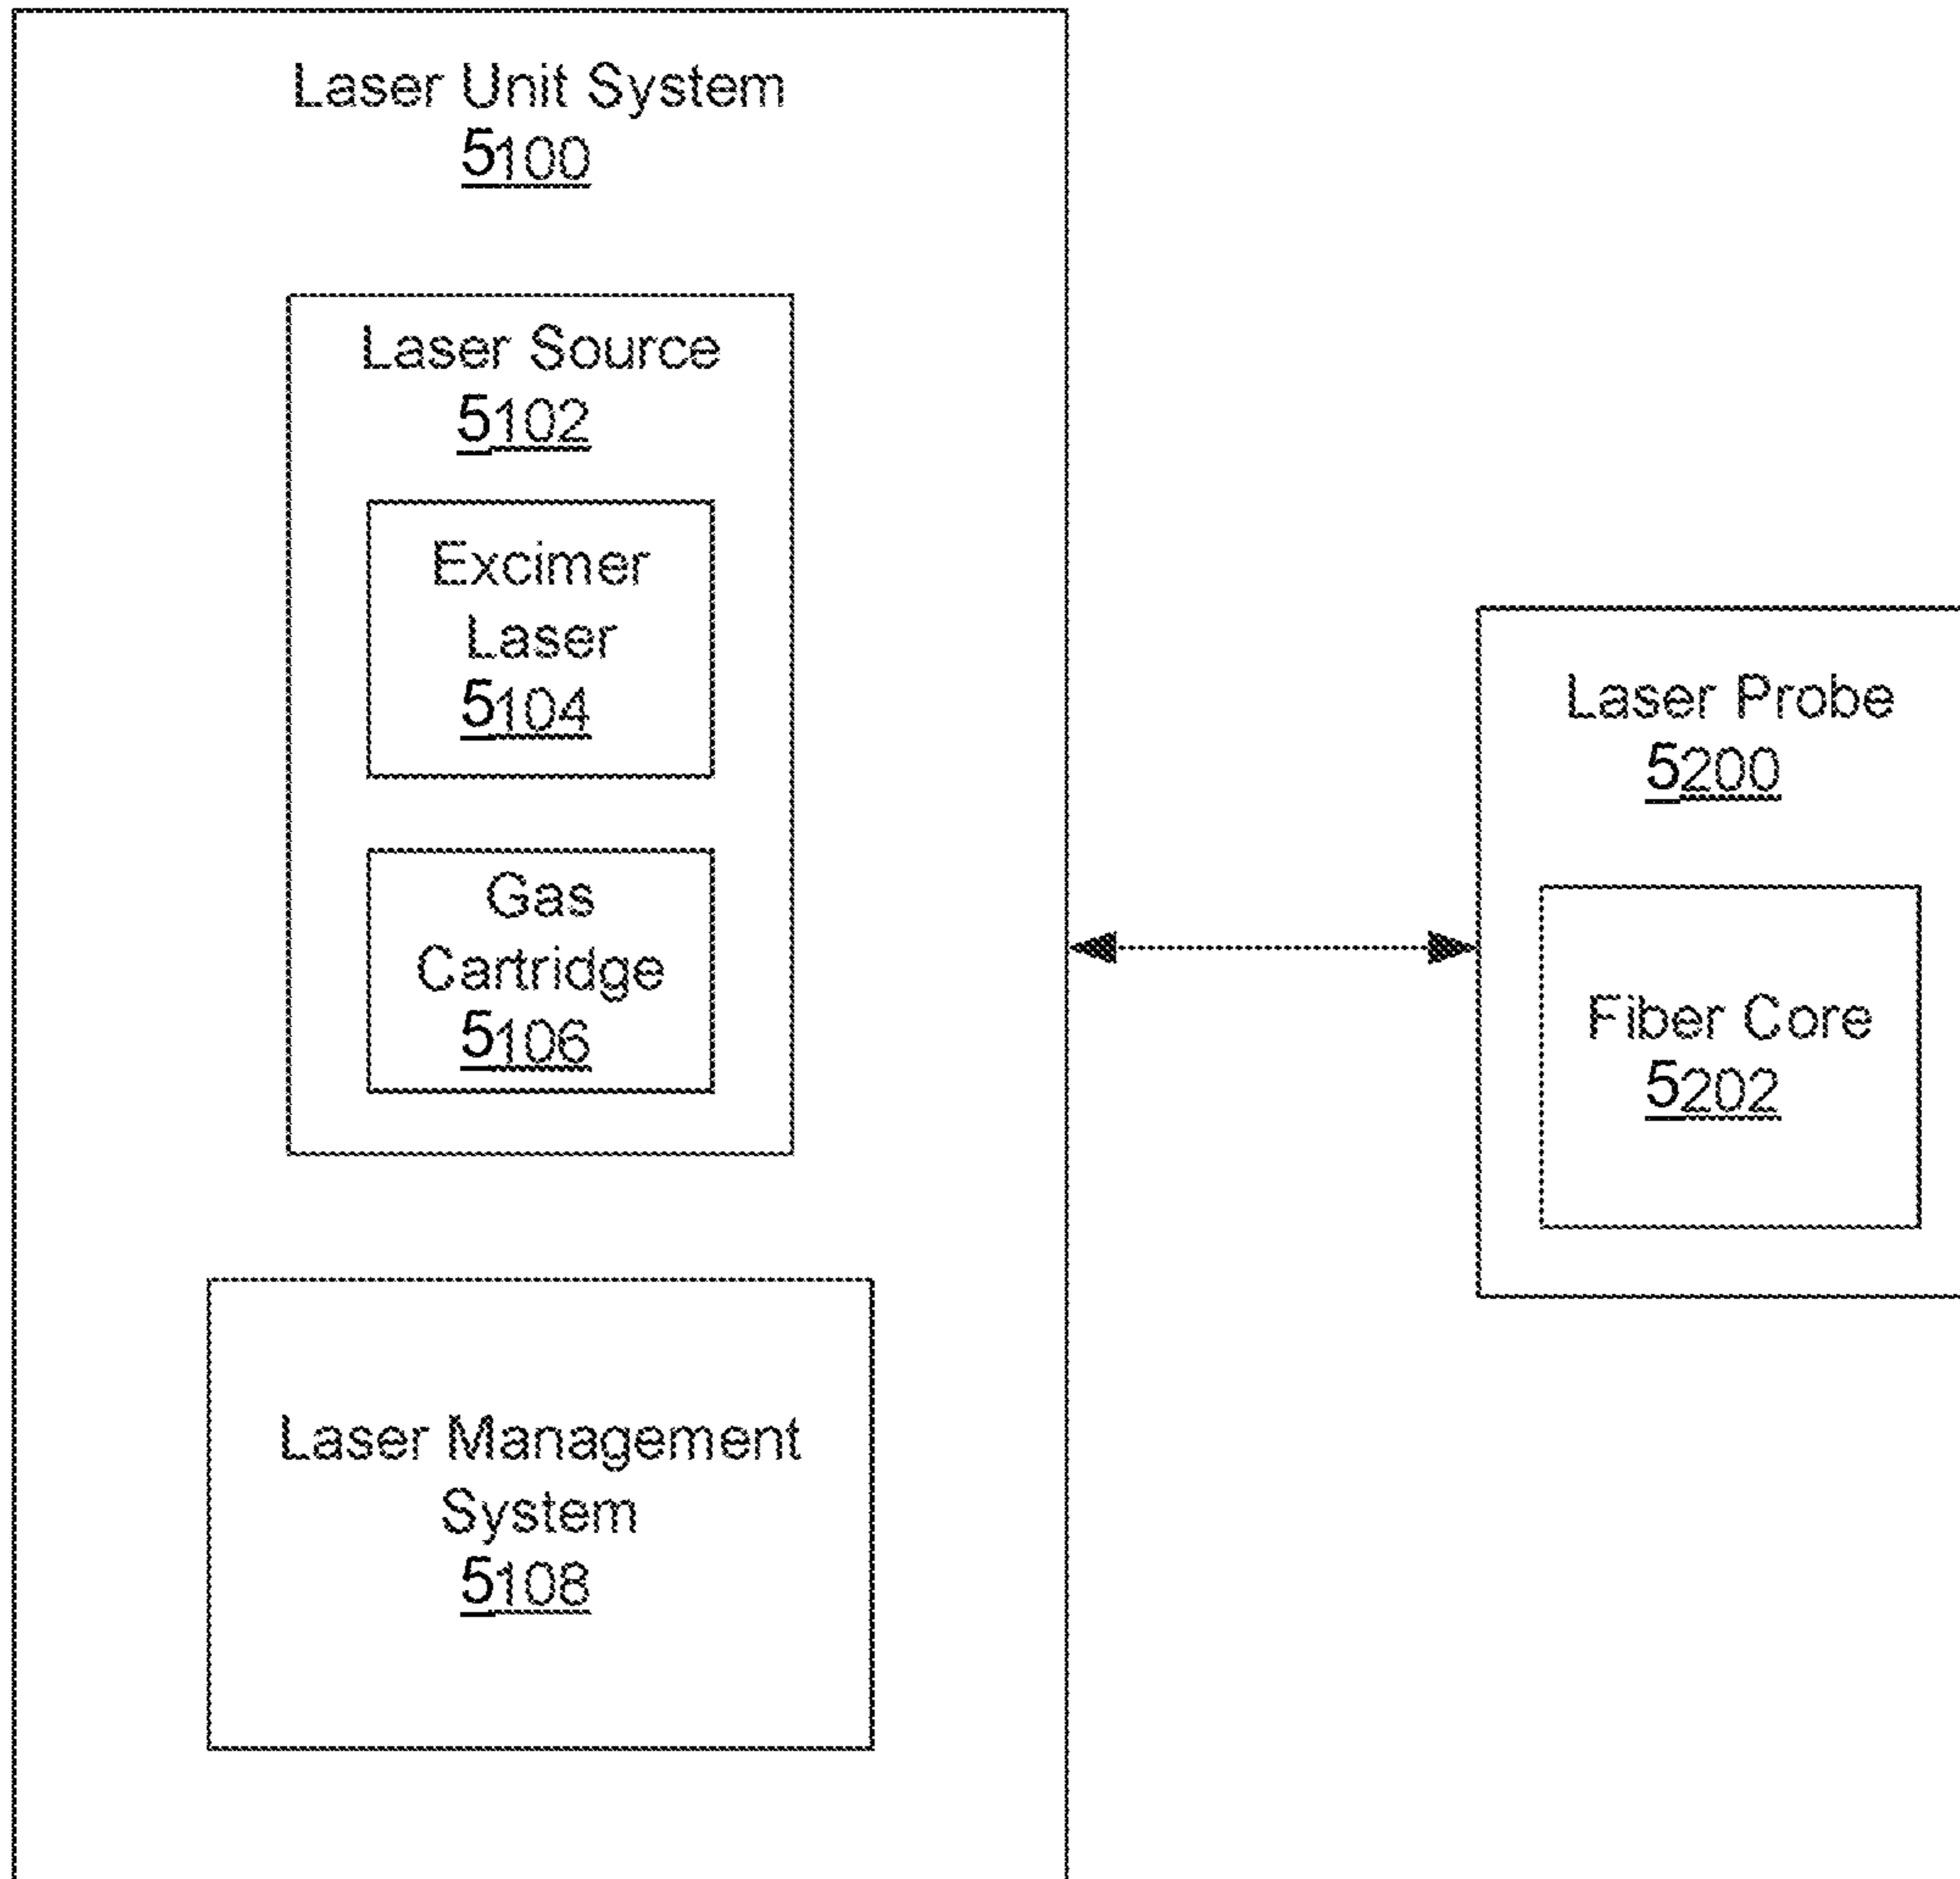 Laser Unit System
5100
Laser Source
5102
Excimer
Laser
5104
Gas
Cartridge
5106
Laser Management
System
5108
Laser Probe
5200
Fiber Core
5202